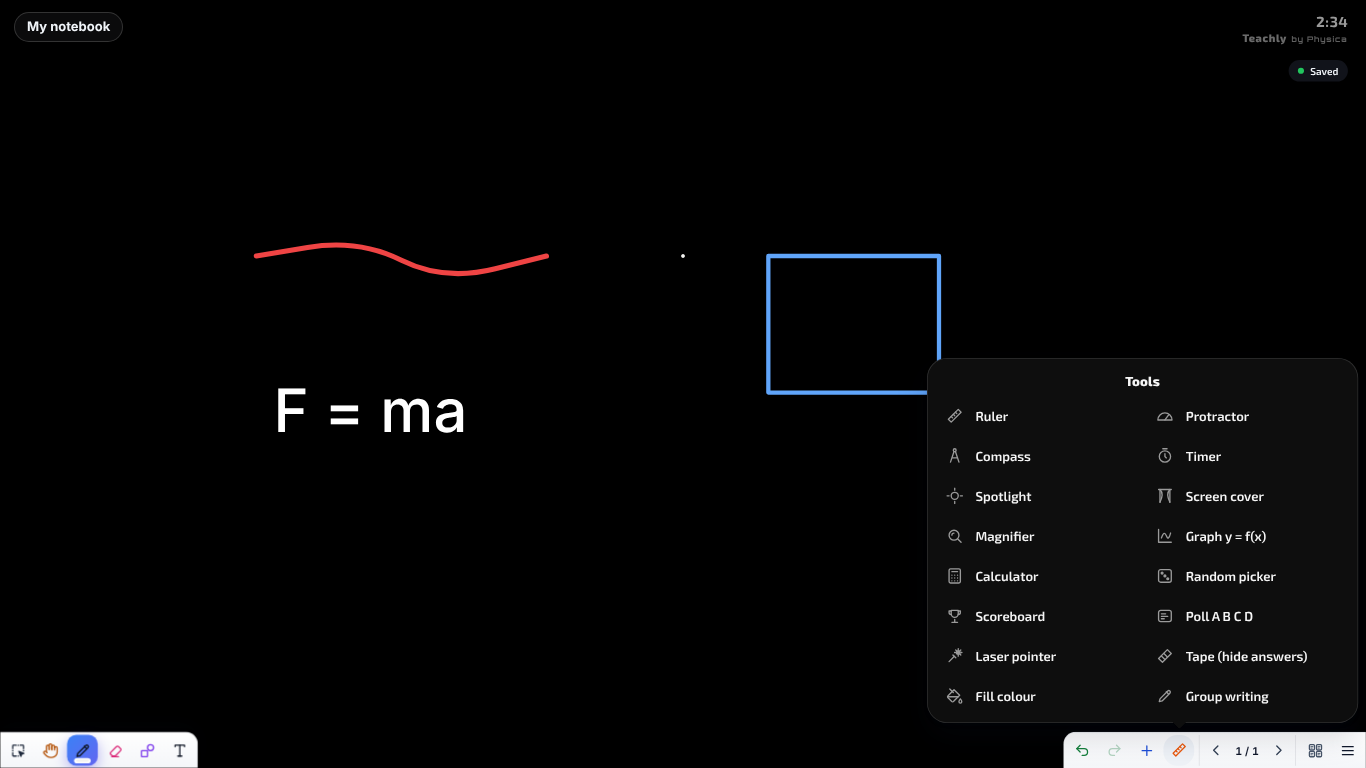 My notebook
2:34
Teachly by Physica
Saved
F = ma
Tools
Ruler
Protractor
Compass
Timer
Spotlight
Screen cover
Magnifier
Graph y = f(x)
Calculator
Random picker
Scoreboard
Poll A B C D
Laser pointer
Tape (hide answers)
Fill colour
Group writing
T
1 / 1